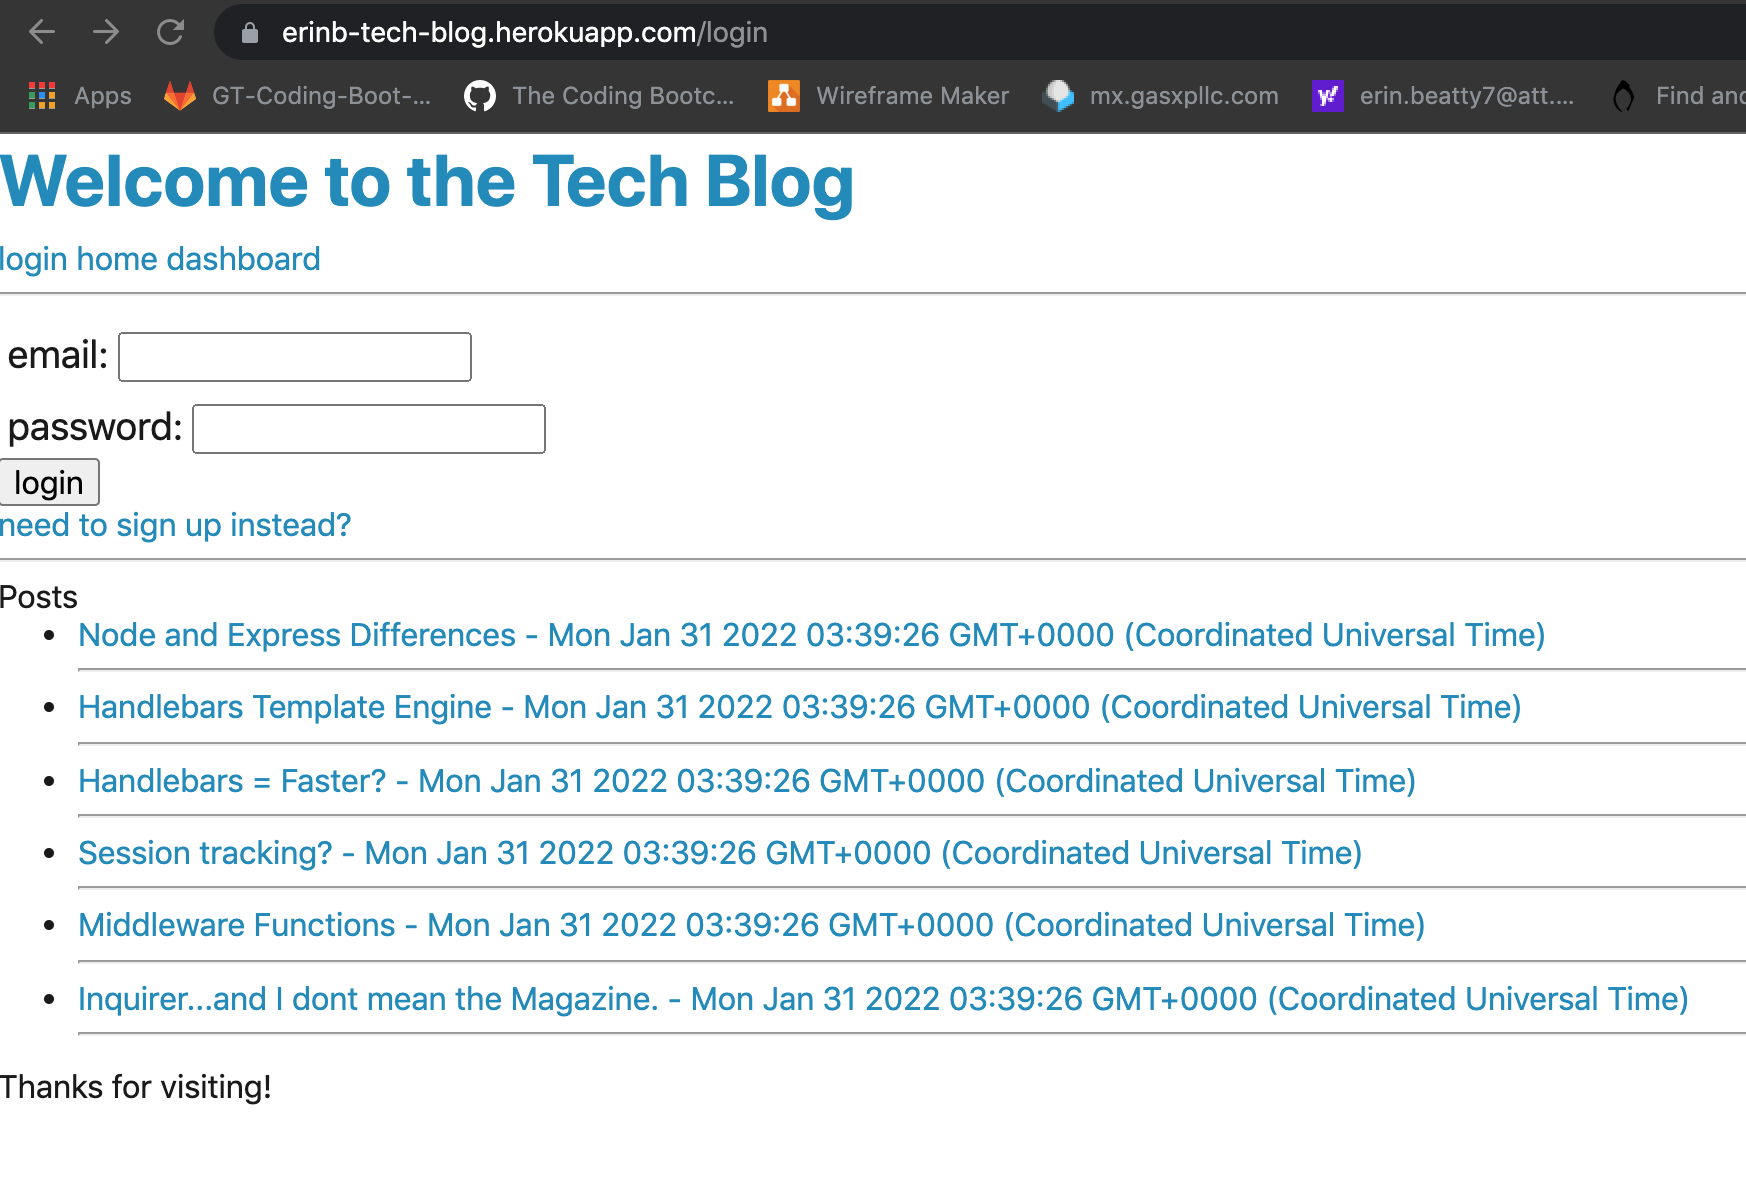 erinb-tech-blog.herokuapp.com/login
Apps GT-Coding-Boot-... The Coding Bootc... Wireframe Maker mx.gasxpllc.com erin.beatty7@att.... Find and
Welcome to the Tech Blog
login home dashboard
email:
password:
login
need to sign up instead?
Posts
Node and Express Differences - Mon Jan 31 2022 03:39:26 GMT+0000 (Coordinated Universal Time)
Handlebars Template Engine - Mon Jan 31 2022 03:39:26 GMT+0000 (Coordinated Universal Time)
Handlebars = Faster? - Mon Jan 31 2022 03:39:26 GMT+0000 (Coordinated Universal Time)
Session tracking? - Mon Jan 31 2022 03:39:26 GMT+0000 (Coordinated Universal Time)
Middleware Functions - Mon Jan 31 2022 03:39:26 GMT+0000 (Coordinated Universal Time)
Inquirer...and I dont mean the Magazine. - Mon Jan 31 2022 03:39:26 GMT+0000 (Coordinated Universal Time)
Thanks for visiting!